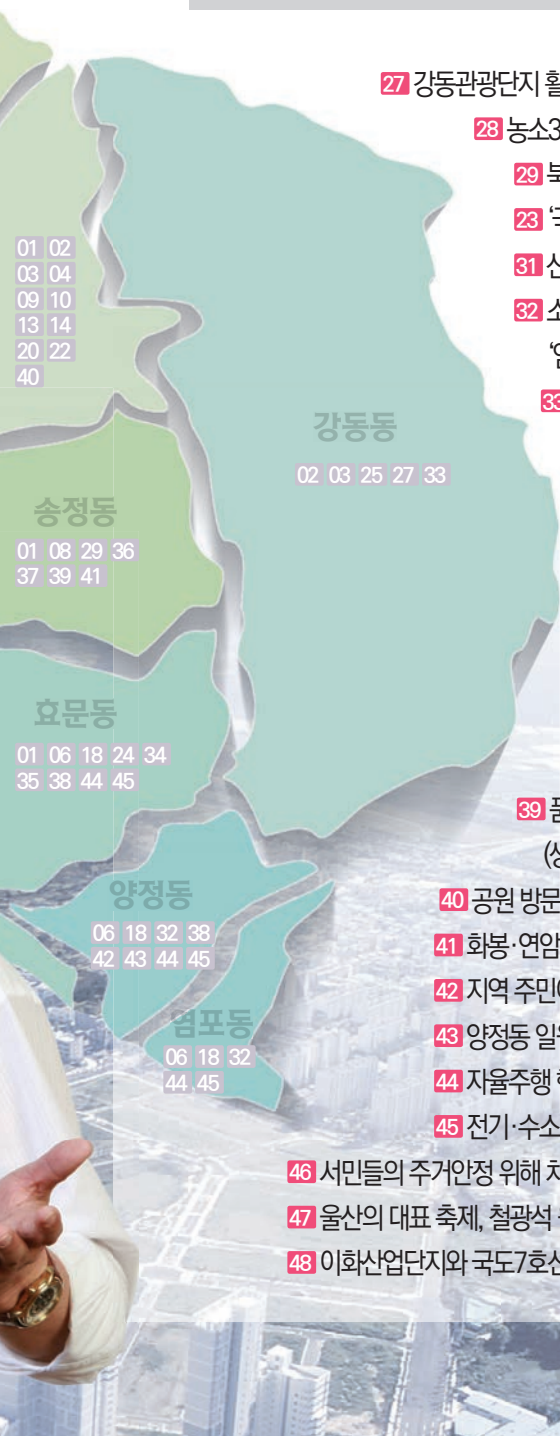 27 강동관광단지 활
28 농소3
29 북
23
31 산
32 소
33
01 02
03 04
09 10
13 14
20 22
40
강동동
02 03 25 27 33
송정동
01 08 29 36
37 39 41
효문동
01 06 18 24 34
35 38 44 45
양정동
06 18 32 38
42 43 44 45
염포동
06 18 32
44 45
39 품
40 공원 방문
41 화봉·연암
42 지역 주민
43 양정동 일
44 자율주행
45 전기·수소
46 서민들의 주거안정 위해
47 울산의 대표 축제, 철광석
48 이화산업단지와 국도7호선